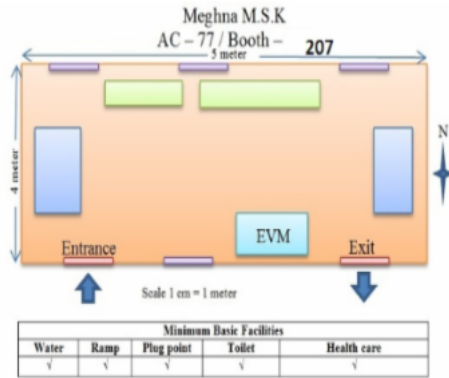 Meghna M.S.K
AC – 77 / Booth – 207
5 meter
4 meter
N
Entrance
EVM
Exit
Scale 1 cm = 1 meter
Minimum Basic Facilities
Water Ramp Plug point Toilet Health care
√ √ √ √ √